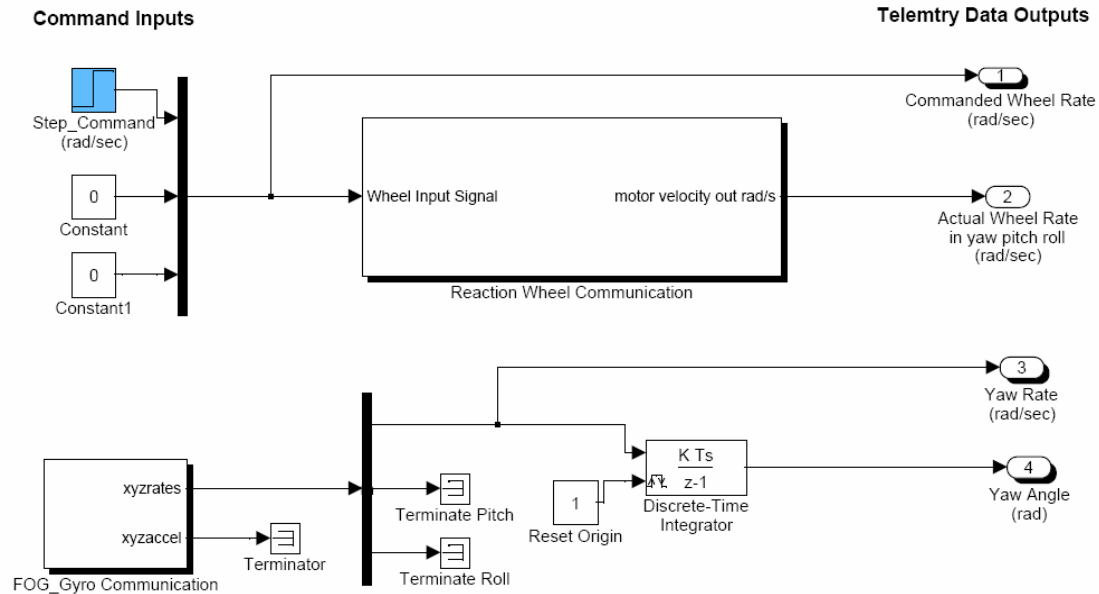 Command Inputs
Telemtry Data Outputs
Step_Command
(rad/sec)
0
Constant
0
Constant1
Wheel Input Signal
motor velocity out rad/s
Reaction Wheel Communication
1
Commanded Wheel Rate
(rad/sec)
2
Actual Wheel Rate
in yaw pitch roll
(rad/sec)
xyzrates
xyzaccel
FOG_Gyro Communication
Terminator
Terminate Pitch
Terminate Roll
1
Reset Origin
K Ts
z-1
Discrete-Time
Integrator
3
Yaw Rate
(rad/sec)
4
Yaw Angle
(rad)